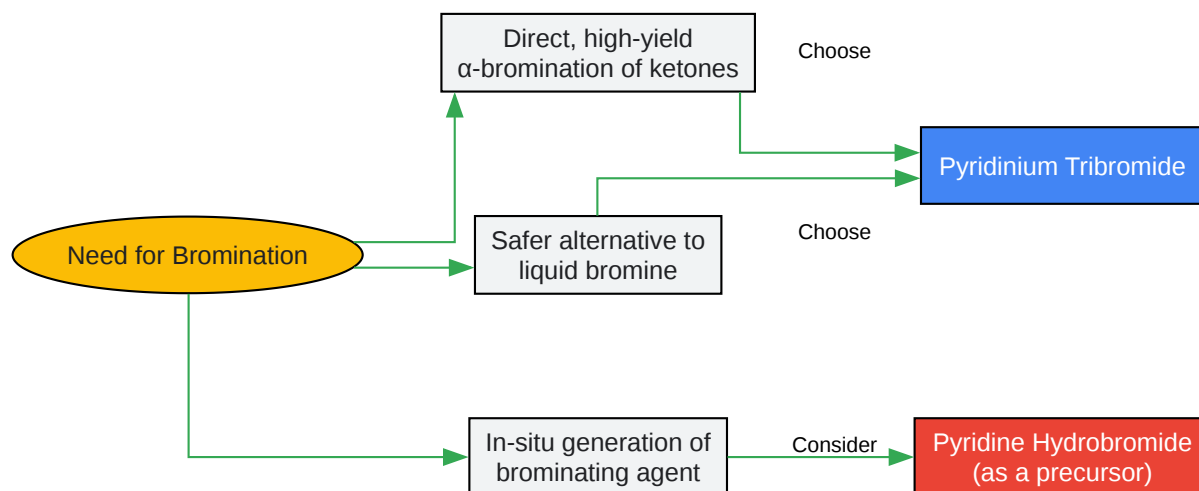 Direct, high-yield
α-bromination of ketones
Choose
Pyridinium Tribromide
Need for Bromination
Safer alternative to
liquid bromine
Choose
In-situ generation of
brominating agent
Consider
Pyridine Hydrobromide
(as a precursor)